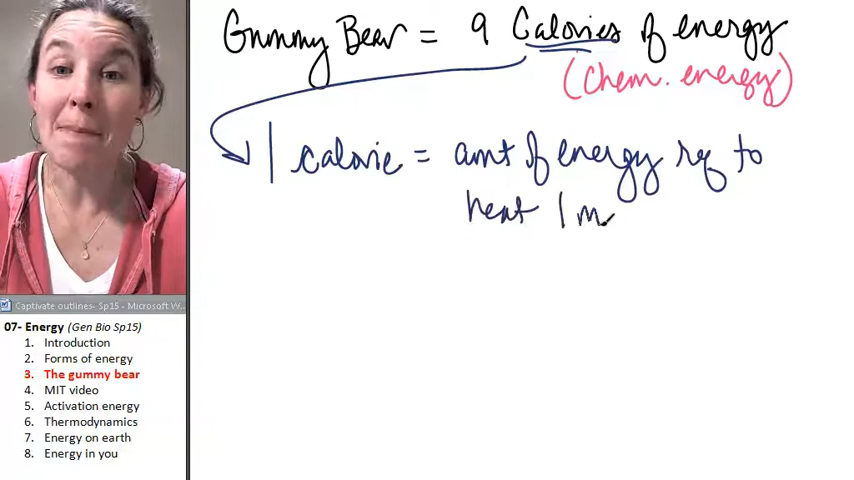 Gummy Bear = 9 Calories of energy
(Chem. energy)
1 calorie = amt of energy rq to
heat 1 m
Captivate outlines- Sp15 - Microsoft W
07- Energy (Gen Bio Sp15)
1. Introduction
2. Forms of energy
3. The gummy bear
4. MIT video
5. Activation energy
6. Thermodynamics
7. Energy on earth
8. Energy in you